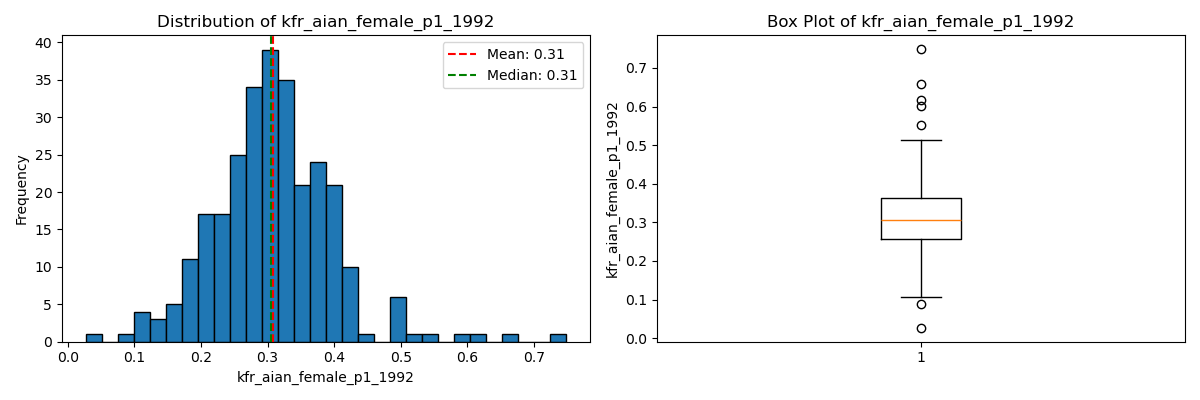 Distribution of kfr_aian_female_p1_1992
Mean: 0.31
Median: 0.31
Frequency
40
35
30
25
20
15
10
5
0
0.0 0.1 0.2 0.3 0.4 0.5 0.6 0.7
kfr_aian_female_p1_1992
Box Plot of kfr_aian_female_p1_1992
kfr_aian_female_p1_1992
0.7
0.6
0.5
0.4
0.3
0.2
0.1
0.0
1